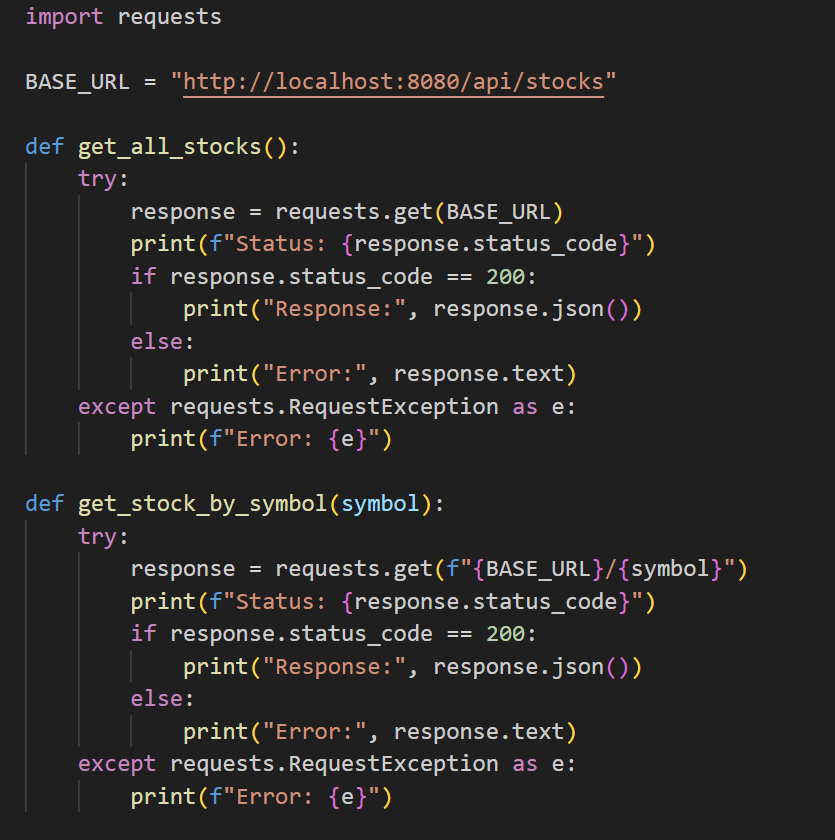 import requests

BASE_URL = "http://localhost:8080/api/stocks"

def get_all_stocks():
    try:
        response = requests.get(BASE_URL)
        print(f"Status: {response.status_code}")
        if response.status_code == 200:
            print("Response:", response.json())
        else:
            print("Error:", response.text)
    except requests.RequestException as e:
        print(f"Error: {e}")

def get_stock_by_symbol(symbol):
    try:
        response = requests.get(f"{BASE_URL}/{symbol}")
        print(f"Status: {response.status_code}")
        if response.status_code == 200:
            print("Response:", response.json())
        else:
            print("Error:", response.text)
    except requests.RequestException as e:
        print(f"Error: {e}")